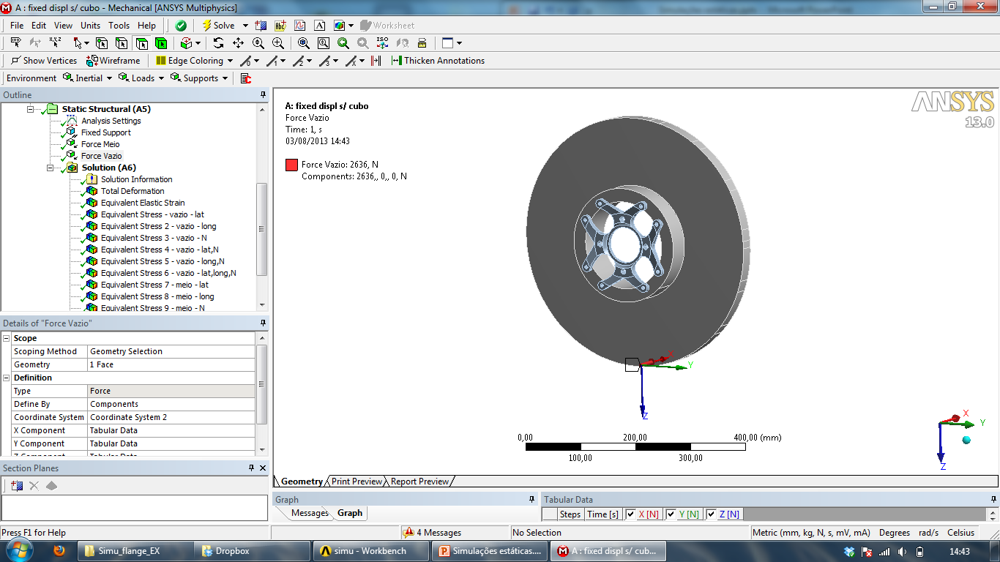 A : fixed displ s/ cubo - Mechanical [ANSYS Multiphysics]
File Edit View Units Tools Help Solve Worksheet
Show Vertices Wireframe Edge Coloring Thicken Annotations
Environment Inertial Loads Supports
Outline
Static Structural (A5)
Analysis Settings
Fixed Support
Force Meio
Force Vazio
Solution (A6)
Solution Information
Total Deformation
Equivalent Elastic Strain
Equivalent Stress - vazio - lat
Equivalent Stress 2 - vazio - long
Equivalent Stress 3 - vazio - N
Equivalent Stress 4 - vazio - lat,N
Equivalent Stress 5 - vazio - long,N
Equivalent Stress 6 - vazio - lat,long,N
Equivalent Stress 7 - meio - lat
Equivalent Stress 8 - meio - long
Equivalent Stress 9 - meio - N
Details of "Force Vazio"
Scope
Scoping Method Geometry Selection
Geometry 1 Face
Definition
Type Force
Define By Components
Coordinate System Coordinate System 2
X Component Tabular Data
Y Component Tabular Data
Z Component Tabular Data
Section Planes
A: fixed displ s/ cubo
Force Vazio
Time: 1, s
03/08/2013 14:43
Force Vazio: 2636, N
Components: 2636,, 0,, 0, N
ANSYS
13.0
X
Y
Z
X
Y
Z
0,00 200,00 400,00 (mm)
100,00 300,00
Geometry Print Preview Report Preview
Graph
Messages Graph
Tabular Data
Steps Time [s] X [N] Y [N] Z [N]
Press F1 for Help 4 Messages No Selection Metric (mm, kg, N, s, mV, mA) Degrees rad/s Celsius
Simu_flange_EX Dropbox simu - Workbench Simulações estáticas.... A : fixed displ s/ cub... 14:43